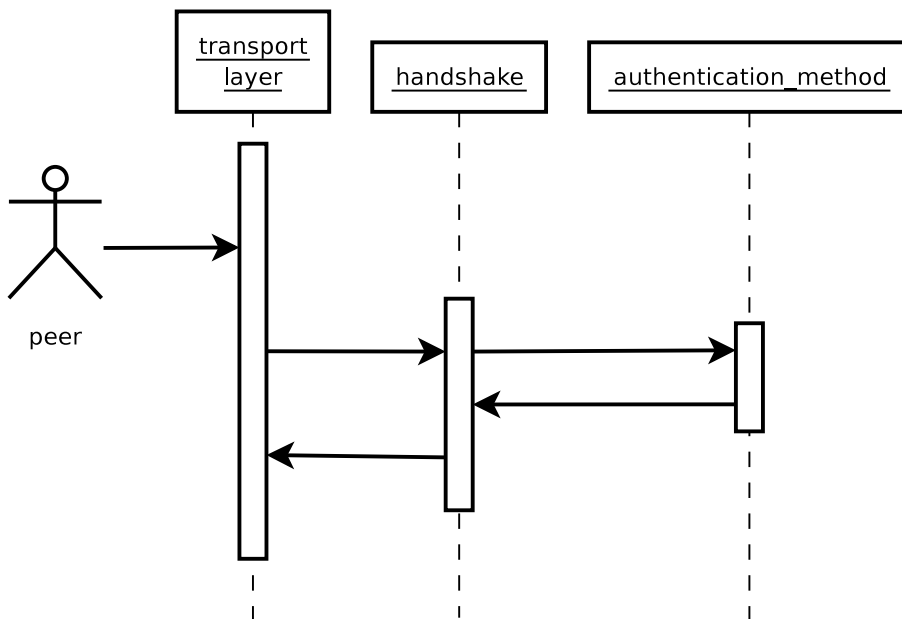 transport
layer
handshake
authentication_method
peer